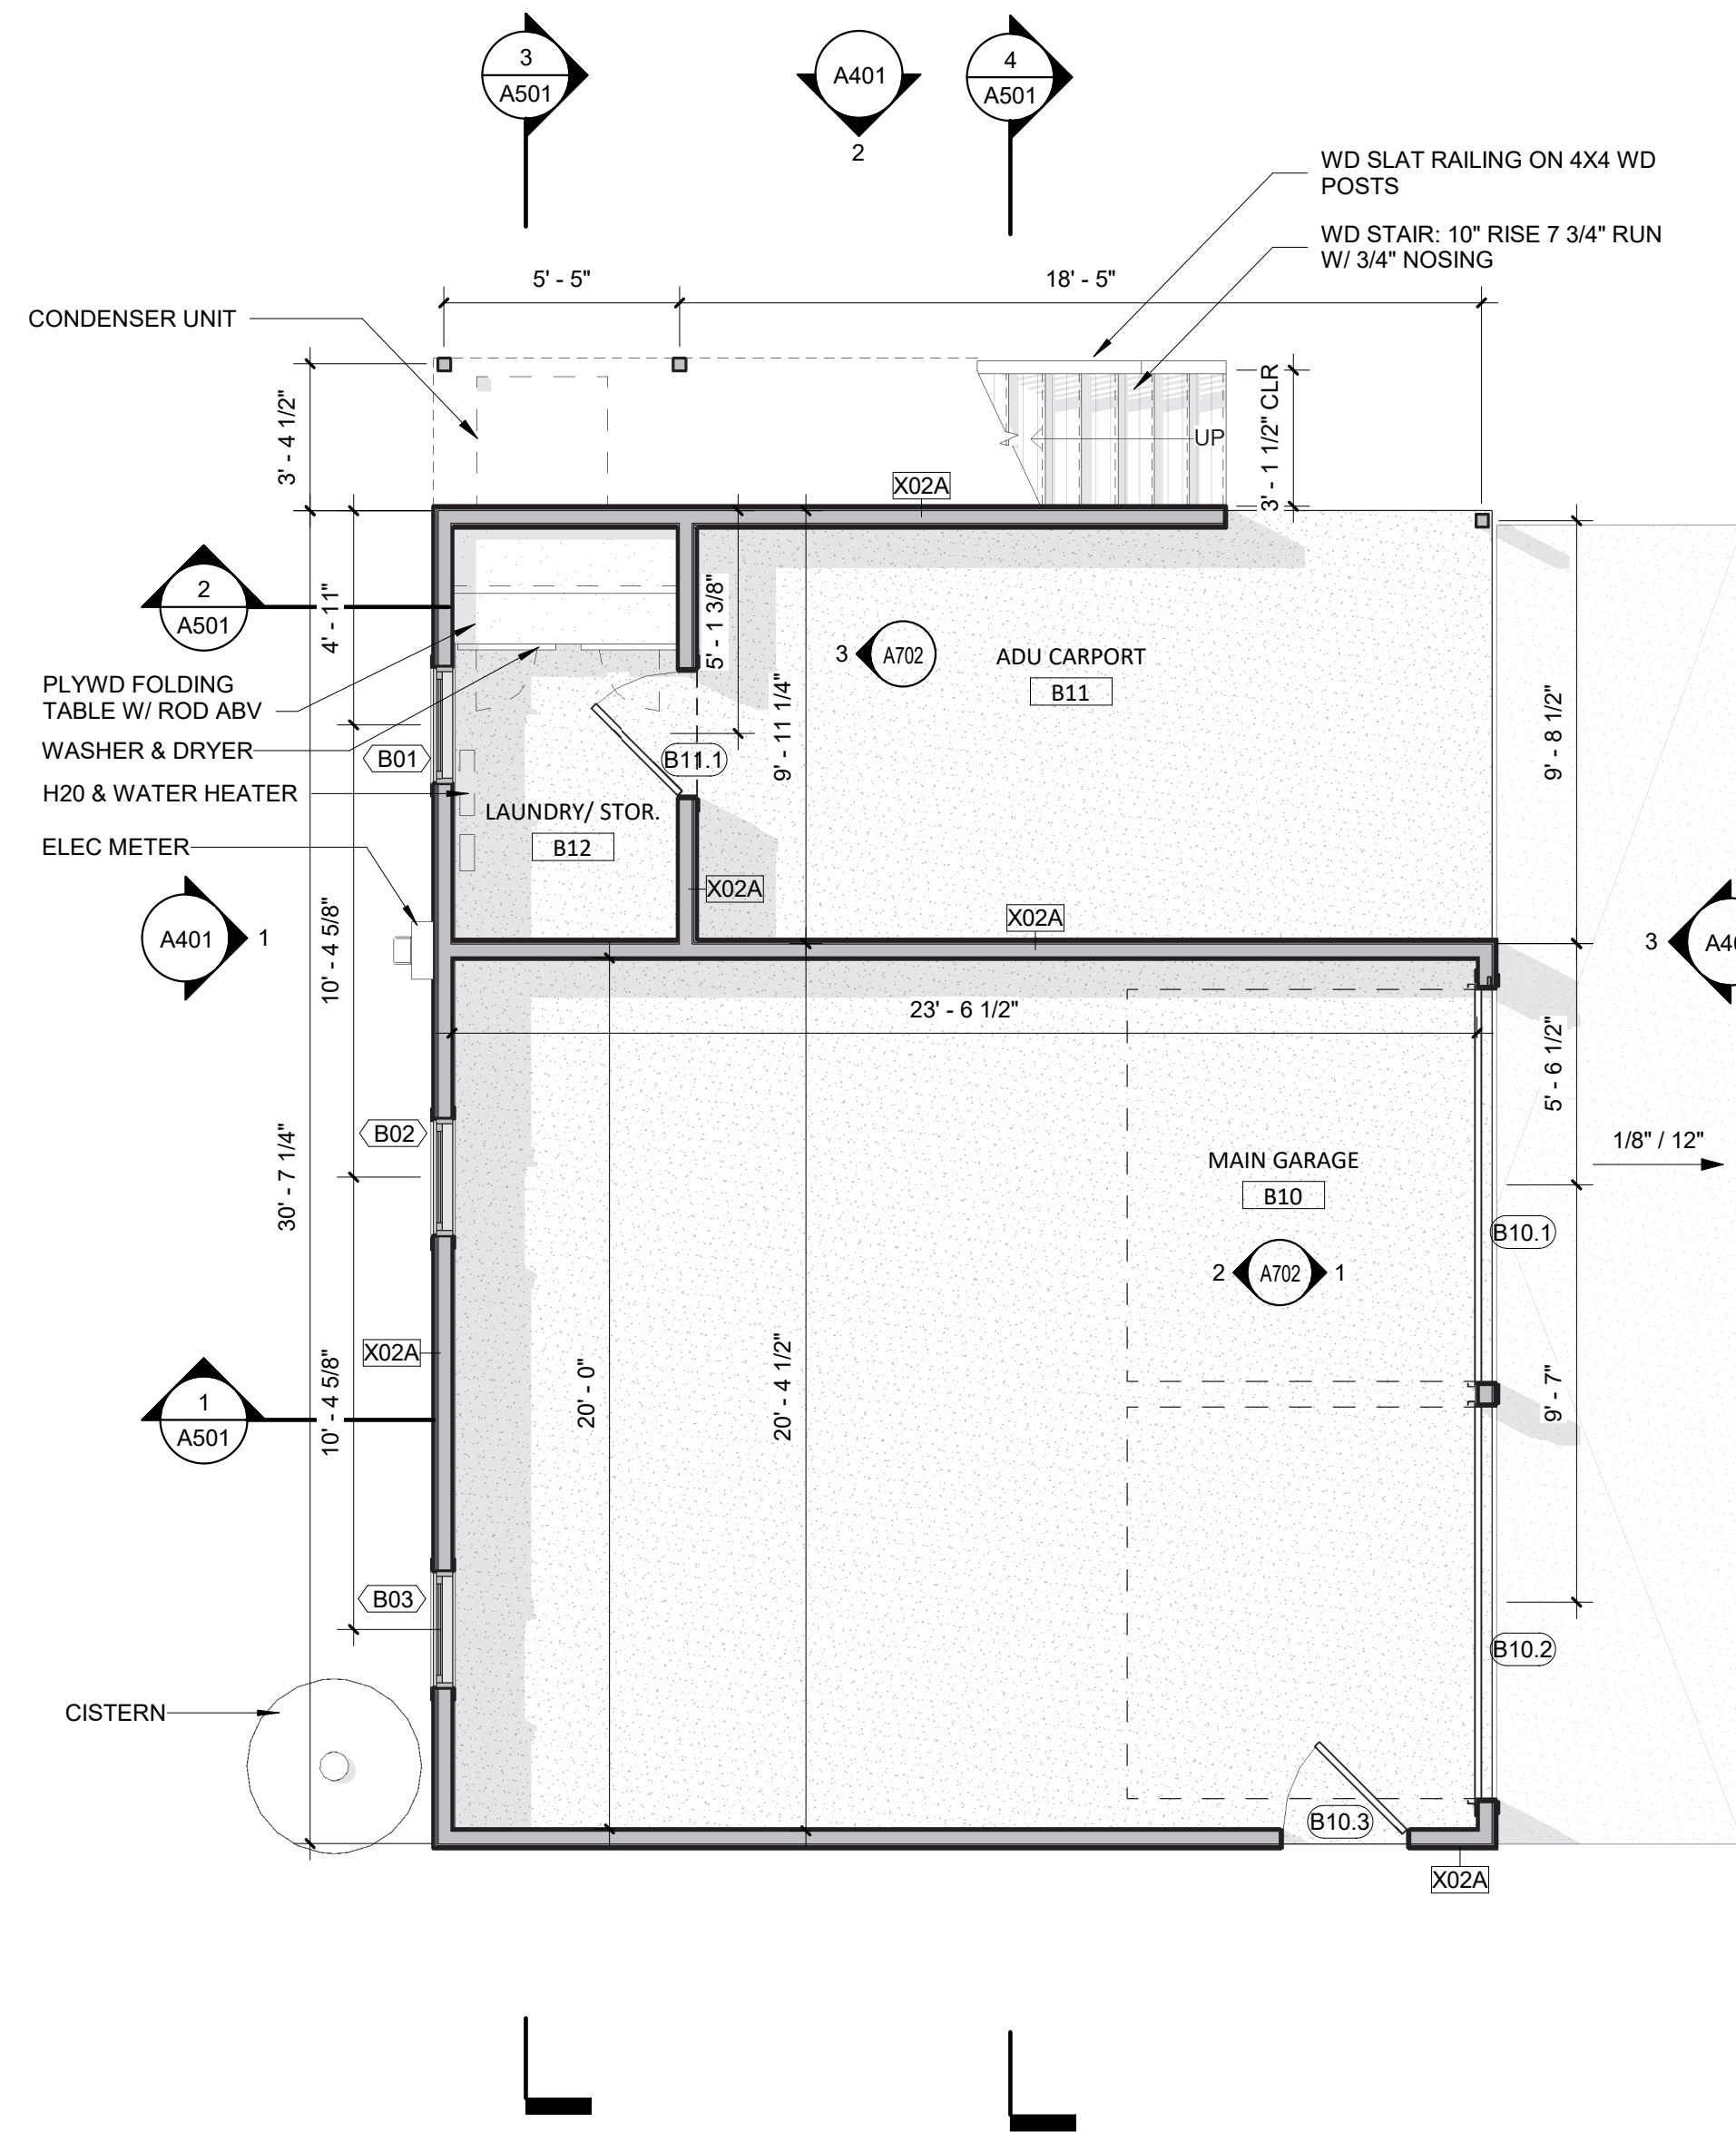 3
A501
A401
2
4
A501
WD SLAT RAILING ON 4X4 WD
POSTS
WD STAIR: 10" RISE 7 3/4" RUN
W/ 3/4" NOSING
5' - 5"
18' - 5"
CONDENSER UNIT
3' - 4 1/2"
3' - 1 1/2" CLR
UP
X02A
2
A501
4' - 11"
5' - 1 3/8"
3
A702
ADU CARPORT
B11
PLYWD FOLDING
TABLE W/ ROD ABV
WASHER & DRYER
B01
B11.1
9' - 11 1/4"
9' - 8 1/2"
H20 & WATER HEATER
LAUNDRY/ STOR.
B12
ELEC METER
X02A
X02A
A401
1
10' - 4 5/8"
3
23' - 6 1/2"
5' - 6 1/2"
B02
30' - 7 1/4"
1/8" / 12"
MAIN GARAGE
B10
B10.1
2
A702
1
X02A
1
A501
10' - 4 5/8"
20' - 0"
20' - 4 1/2"
9' - 7"
B03
B10.2
CISTERN
B10.3
X02A